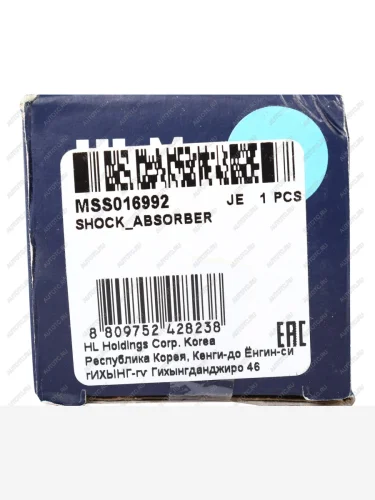 MSS016992 JE 1 PCS
SHOCK_ABSORBER
8 809752 428238
HL Holdings Corp. Korea
Республика Корея, Кенги-до Ёнгин-си
гИХЫНГ-гу Гихынгданджиро 46
EAC